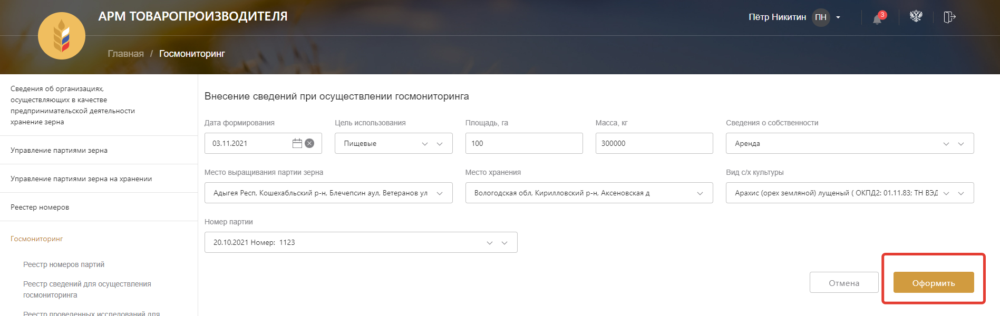 АРМ ТОВАРОПРОИЗВОДИТЕЛЯ
Пётр Никитин ПН
3
Главная / Госмониторинг
Сведения об организациях,
осуществляющих в качестве
предпринимательской деятельности
хранение зерна
Управление партиями зерна
Управление партиями зерна на хранении
Реестер номеров
Госмониторинг
Реестр номеров партий
Реестр сведений для осуществления
госмониторинга
Реестр проведенных исследований для
Внесение сведений при осуществлении госмониторинга
Дата формирования
03.11.2021
Цель использования
Пищевые
Площадь, га
100
Масса, кг
300000
Сведения о собственности
Аренда
Место выращивания партии зерна
Адыгея Респ, Кошехабльский р-н, Блечепсин аул, Ветеранов ул
Место хранения
Вологодская обл, Кирилловский р-н, Аксеновская д
Вид с/х культуры
Арахис (орех земляной) лущеный ( ОКПД2: 01.11.83; ТН ВЭД
Номер партии
20.10.2021 Номер: 1123
Отмена
Оформить